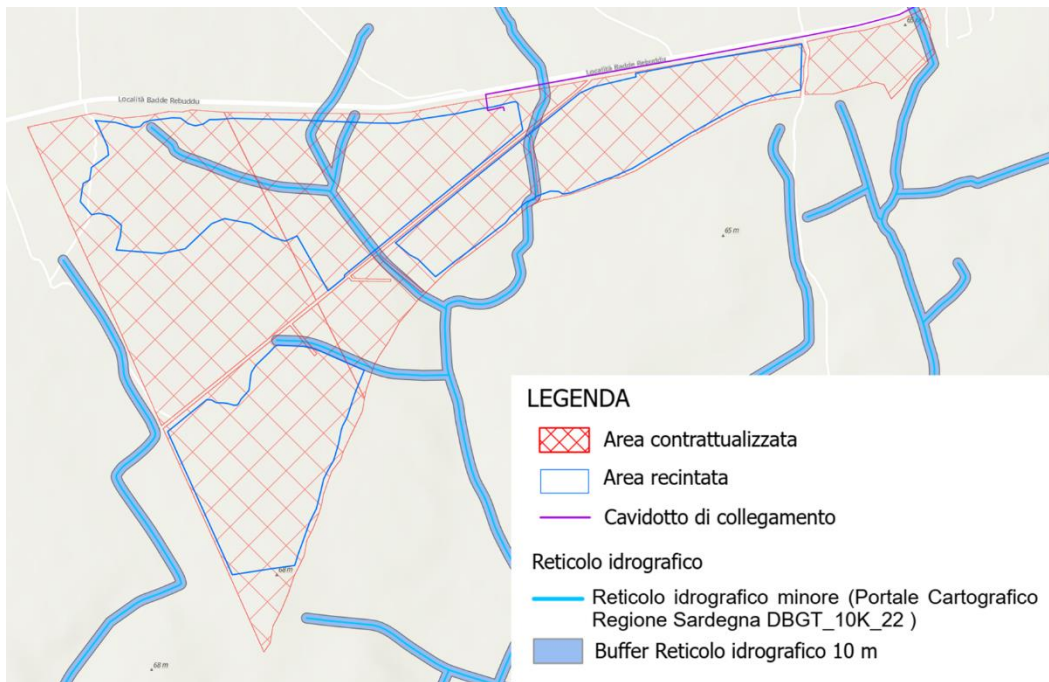 Località Badde Rebuddu
Località Badde Rebuddu
65 m
68 m
68 m
LEGENDA
Area contrattualizzata
Area recintata
Cavidotto di collegamento
Reticolo idrografico
Reticolo idrografico minore (Portale Cartografico
Regione Sardegna DBGT_10K_22 )
Buffer Reticolo idrografico 10 m